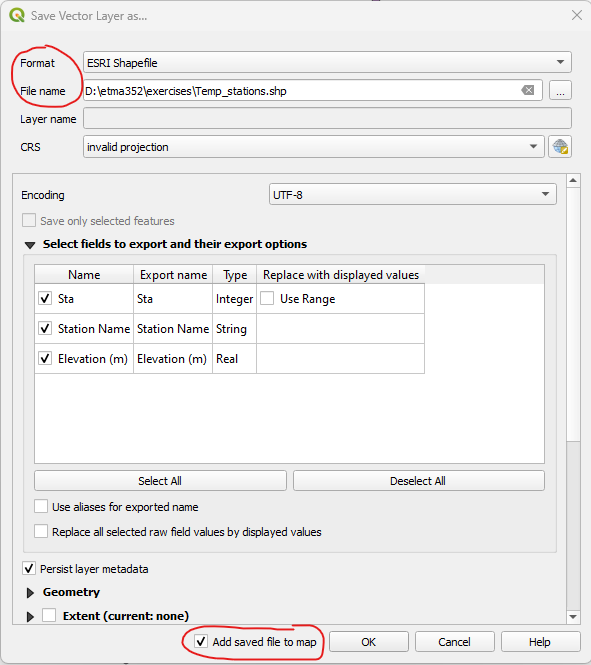 Save Vector Layer as...
Format ESRI Shapefile
File name D:\etma352\exercises\Temp_stations.shp ...
Layer name
CRS invalid projection
Encoding UTF-8
Save only selected features
Select fields to export and their export options
Name Export name Type Replace with displayed values
Sta Sta Integer Use Range
Station Name Station Name String
Elevation (m) Elevation (m) Real
Select All Deselect All
Use aliases for exported name
Replace all selected raw field values by displayed values
Persist layer metadata
Geometry
Extent (current: none)
Add saved file to map OK Cancel Help